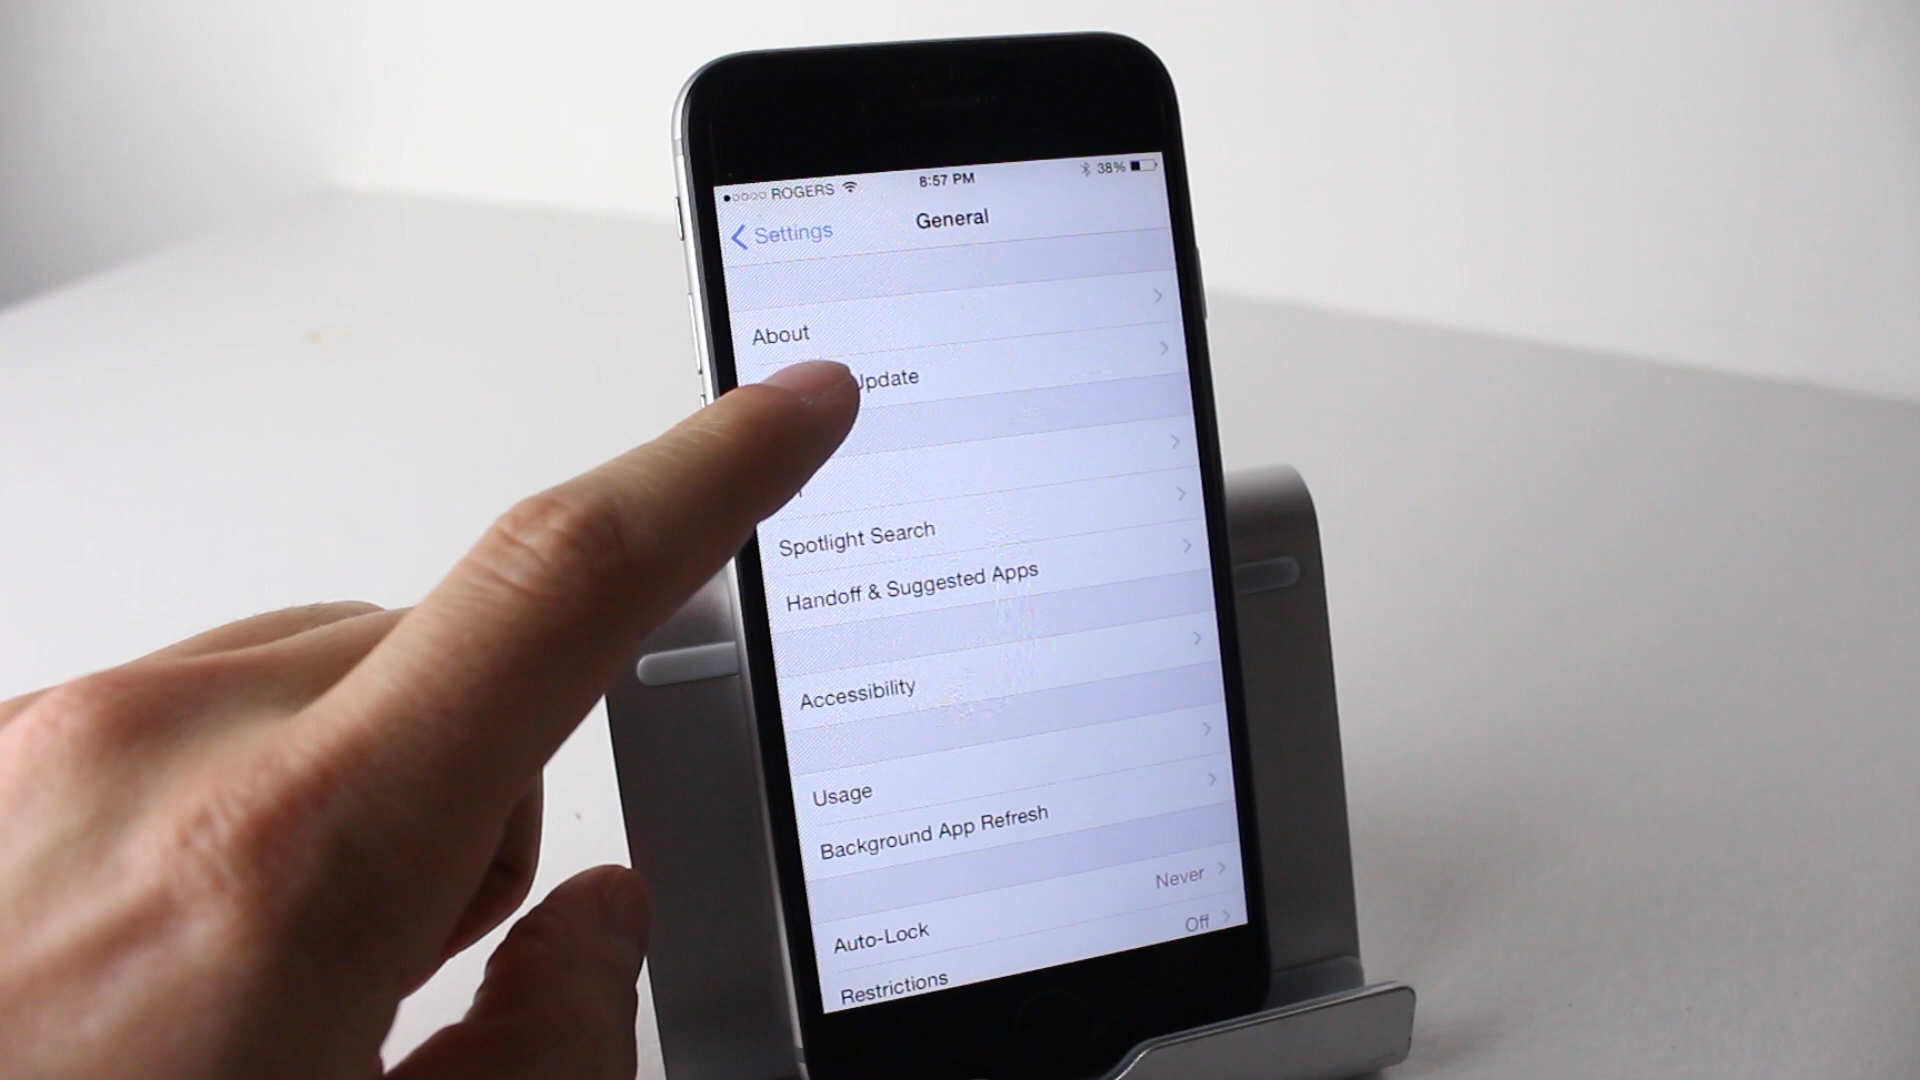 ROGERS 8:57 PM 38%
Settings General
About
Update
Spotlight Search
Handoff & Suggested Apps
Accessibility
Usage
Background App Refresh
Auto-Lock Never
Restrictions Off